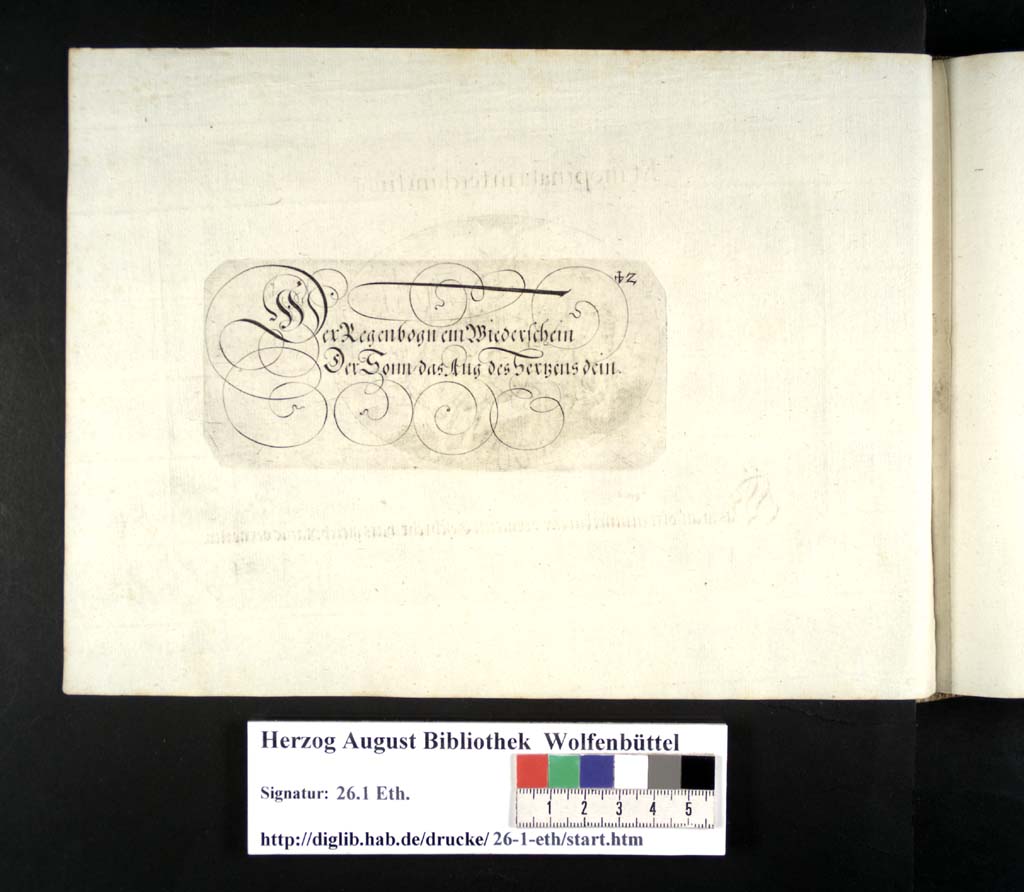 42
Der Regenbogn ein Wiederschein
Der Sonn / das Aug des Hertzens dein.
Herzog August Bibliothek Wolfenbüttel
Signatur: 26.1 Eth.
1 2 3 4 5
http://diglib.hab.de/drucke/26-1-eth/start.htm